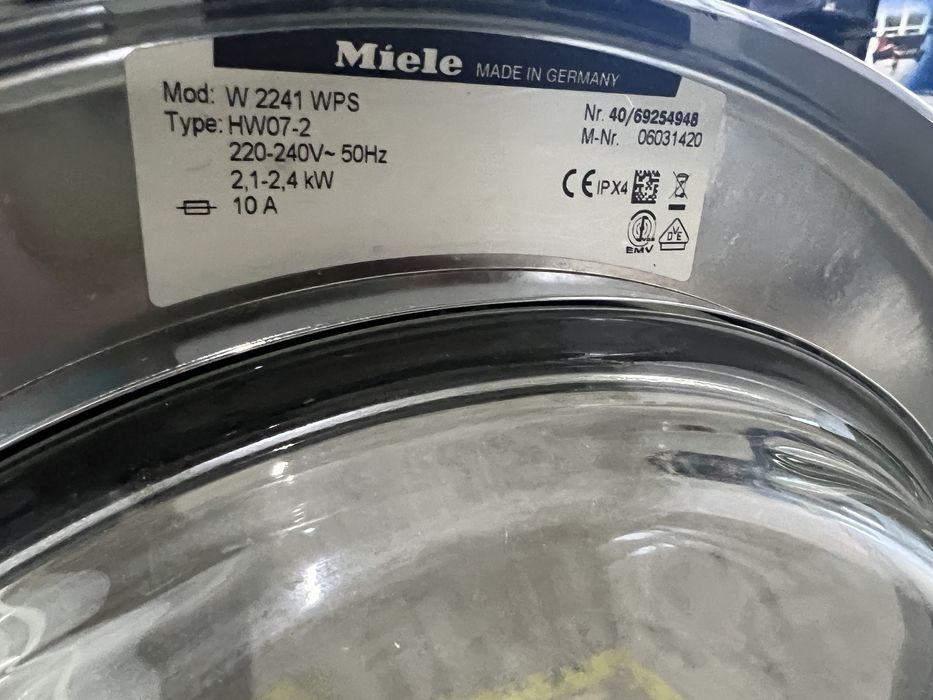 Miele MADE IN GERMANY
Mod: W 2241 WPS
Type: HW07-2
220-240V~ 50Hz
2,1-2,4 kW
10 A
Nr. 40/69254948
M-Nr. 06031420
CE IPX4
EMV
DVE